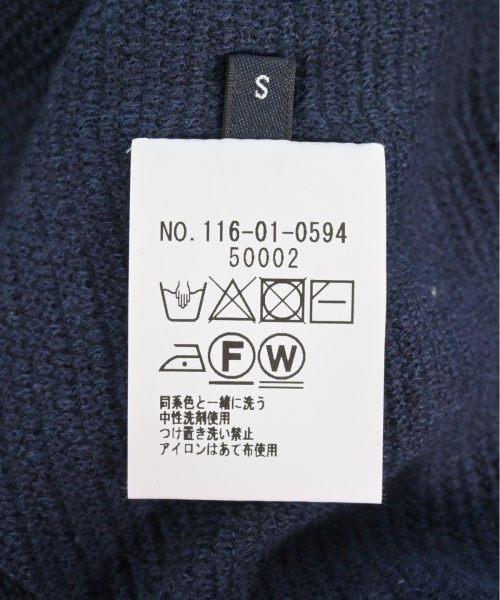 S
NO. 116-01-0594
50002
F W
同系色と一緒に洗う
中性洗剤使用
つけ置き洗い禁止
アイロンはあて布使用